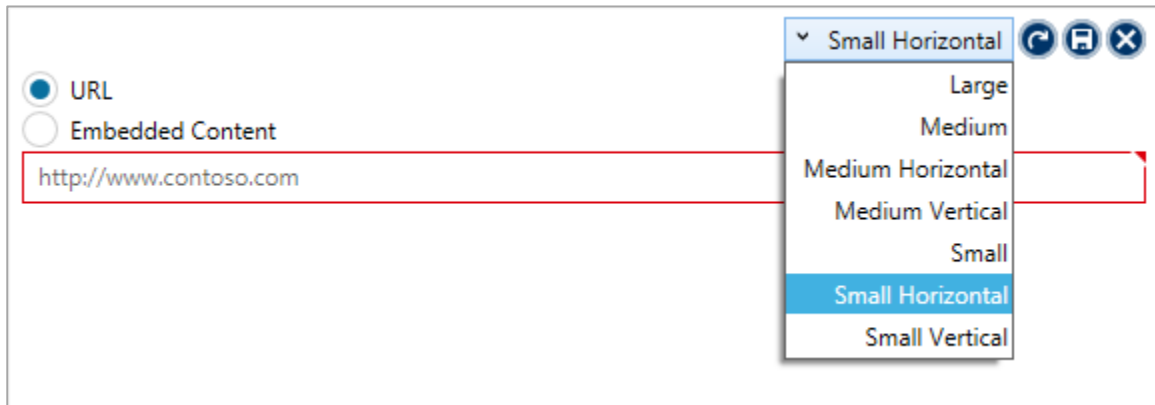 Small Horizontal
URL
Embedded Content
http://www.contoso.com
Large
Medium
Medium Horizontal
Medium Vertical
Small
Small Horizontal
Small Vertical